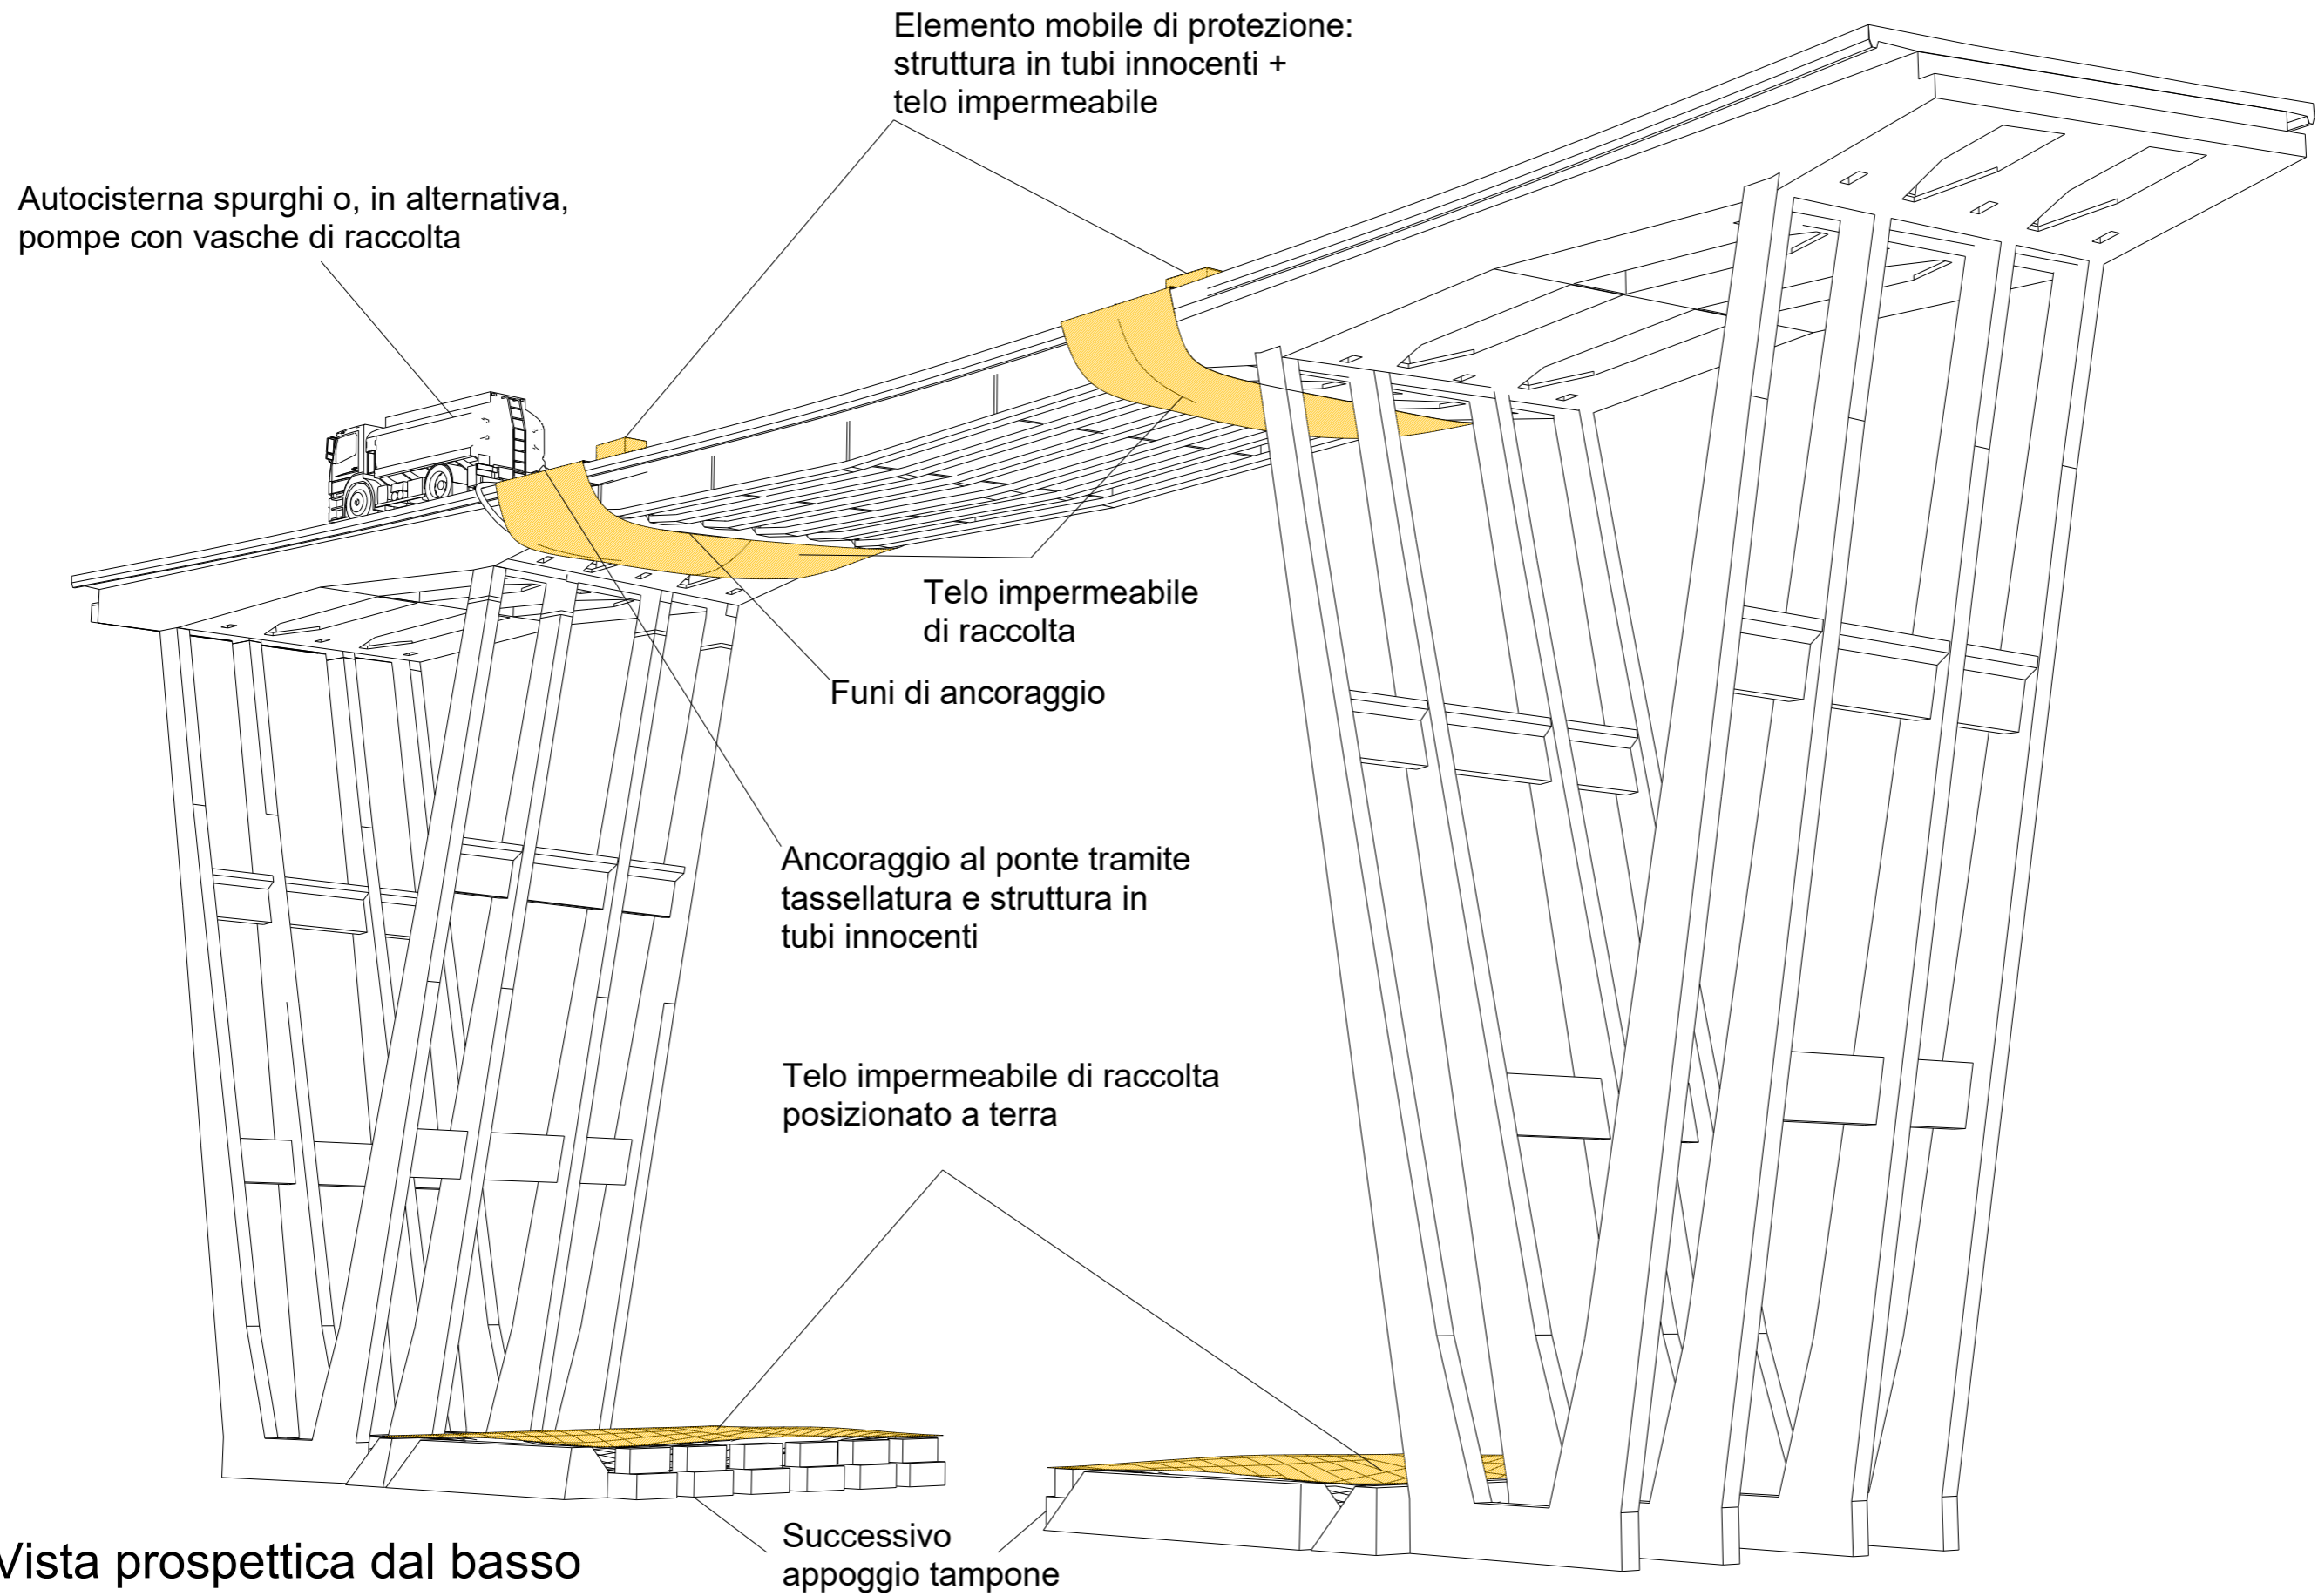 Elemento mobile di protezione:
struttura in tubi innocenti +
telo impermeabile
Autocisterna spurghi o, in alternativa,
pompe con vasche di raccolta
Telo impermeabile
di raccolta
Funi di ancoraggio
Ancoraggio al ponte tramite
tassellatura e struttura in
tubi innocenti
Telo impermeabile di raccolta
posizionato a terra
Successivo
appoggio tampone
Vista prospettica dal basso